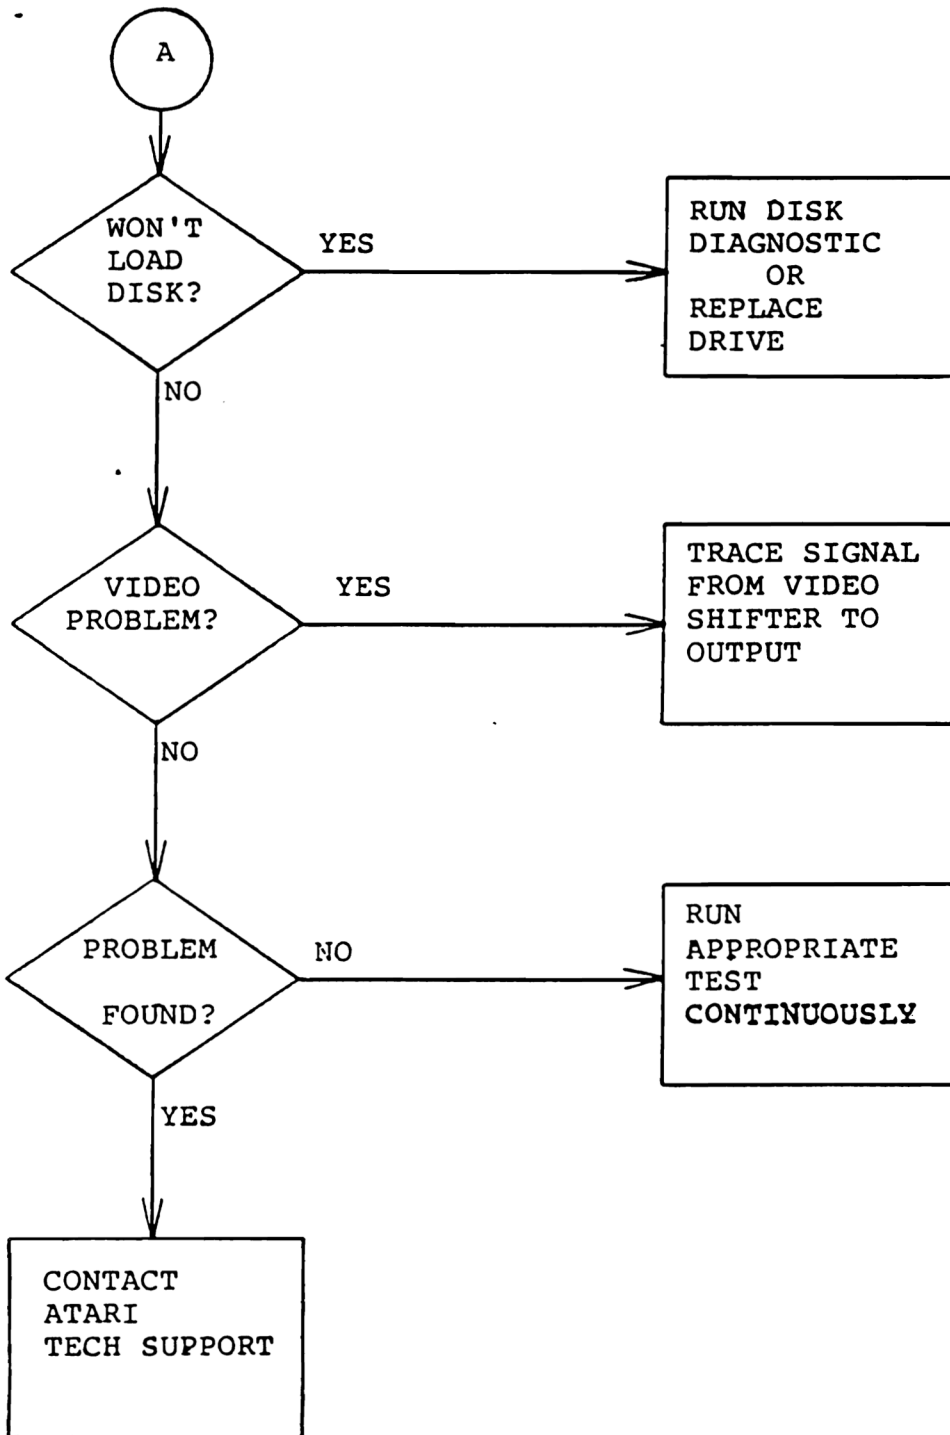 A
WON'T
LOAD
DISK?
YES
RUN DISK
DIAGNOSTIC
OR
REPLACE
DRIVE
NO
VIDEO
PROBLEM?
YES
TRACE SIGNAL
FROM VIDEO
SHIFTER TO
OUTPUT
NO
PROBLEM
FOUND?
NO
RUN
APPROPRIATE
TEST
CONTINUOUSLY
YES
CONTACT
ATARI
TECH SUPPORT